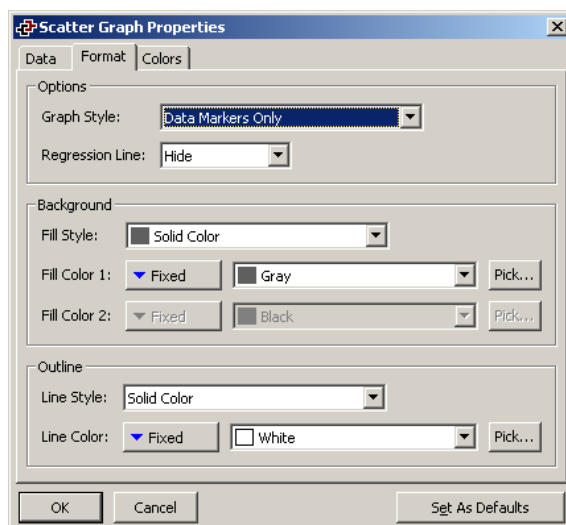 Scatter Graph Properties
Data Format Colors
Options
Graph Style: Data Markers Only
Regression Line: Hide
Background
Fill Style: Solid Color
Fill Color 1: Fixed Gray Pick...
Fill Color 2: Fixed Black Pick...
Outline
Line Style: Solid Color
Line Color: Fixed White Pick...
OK Cancel Set As Defaults